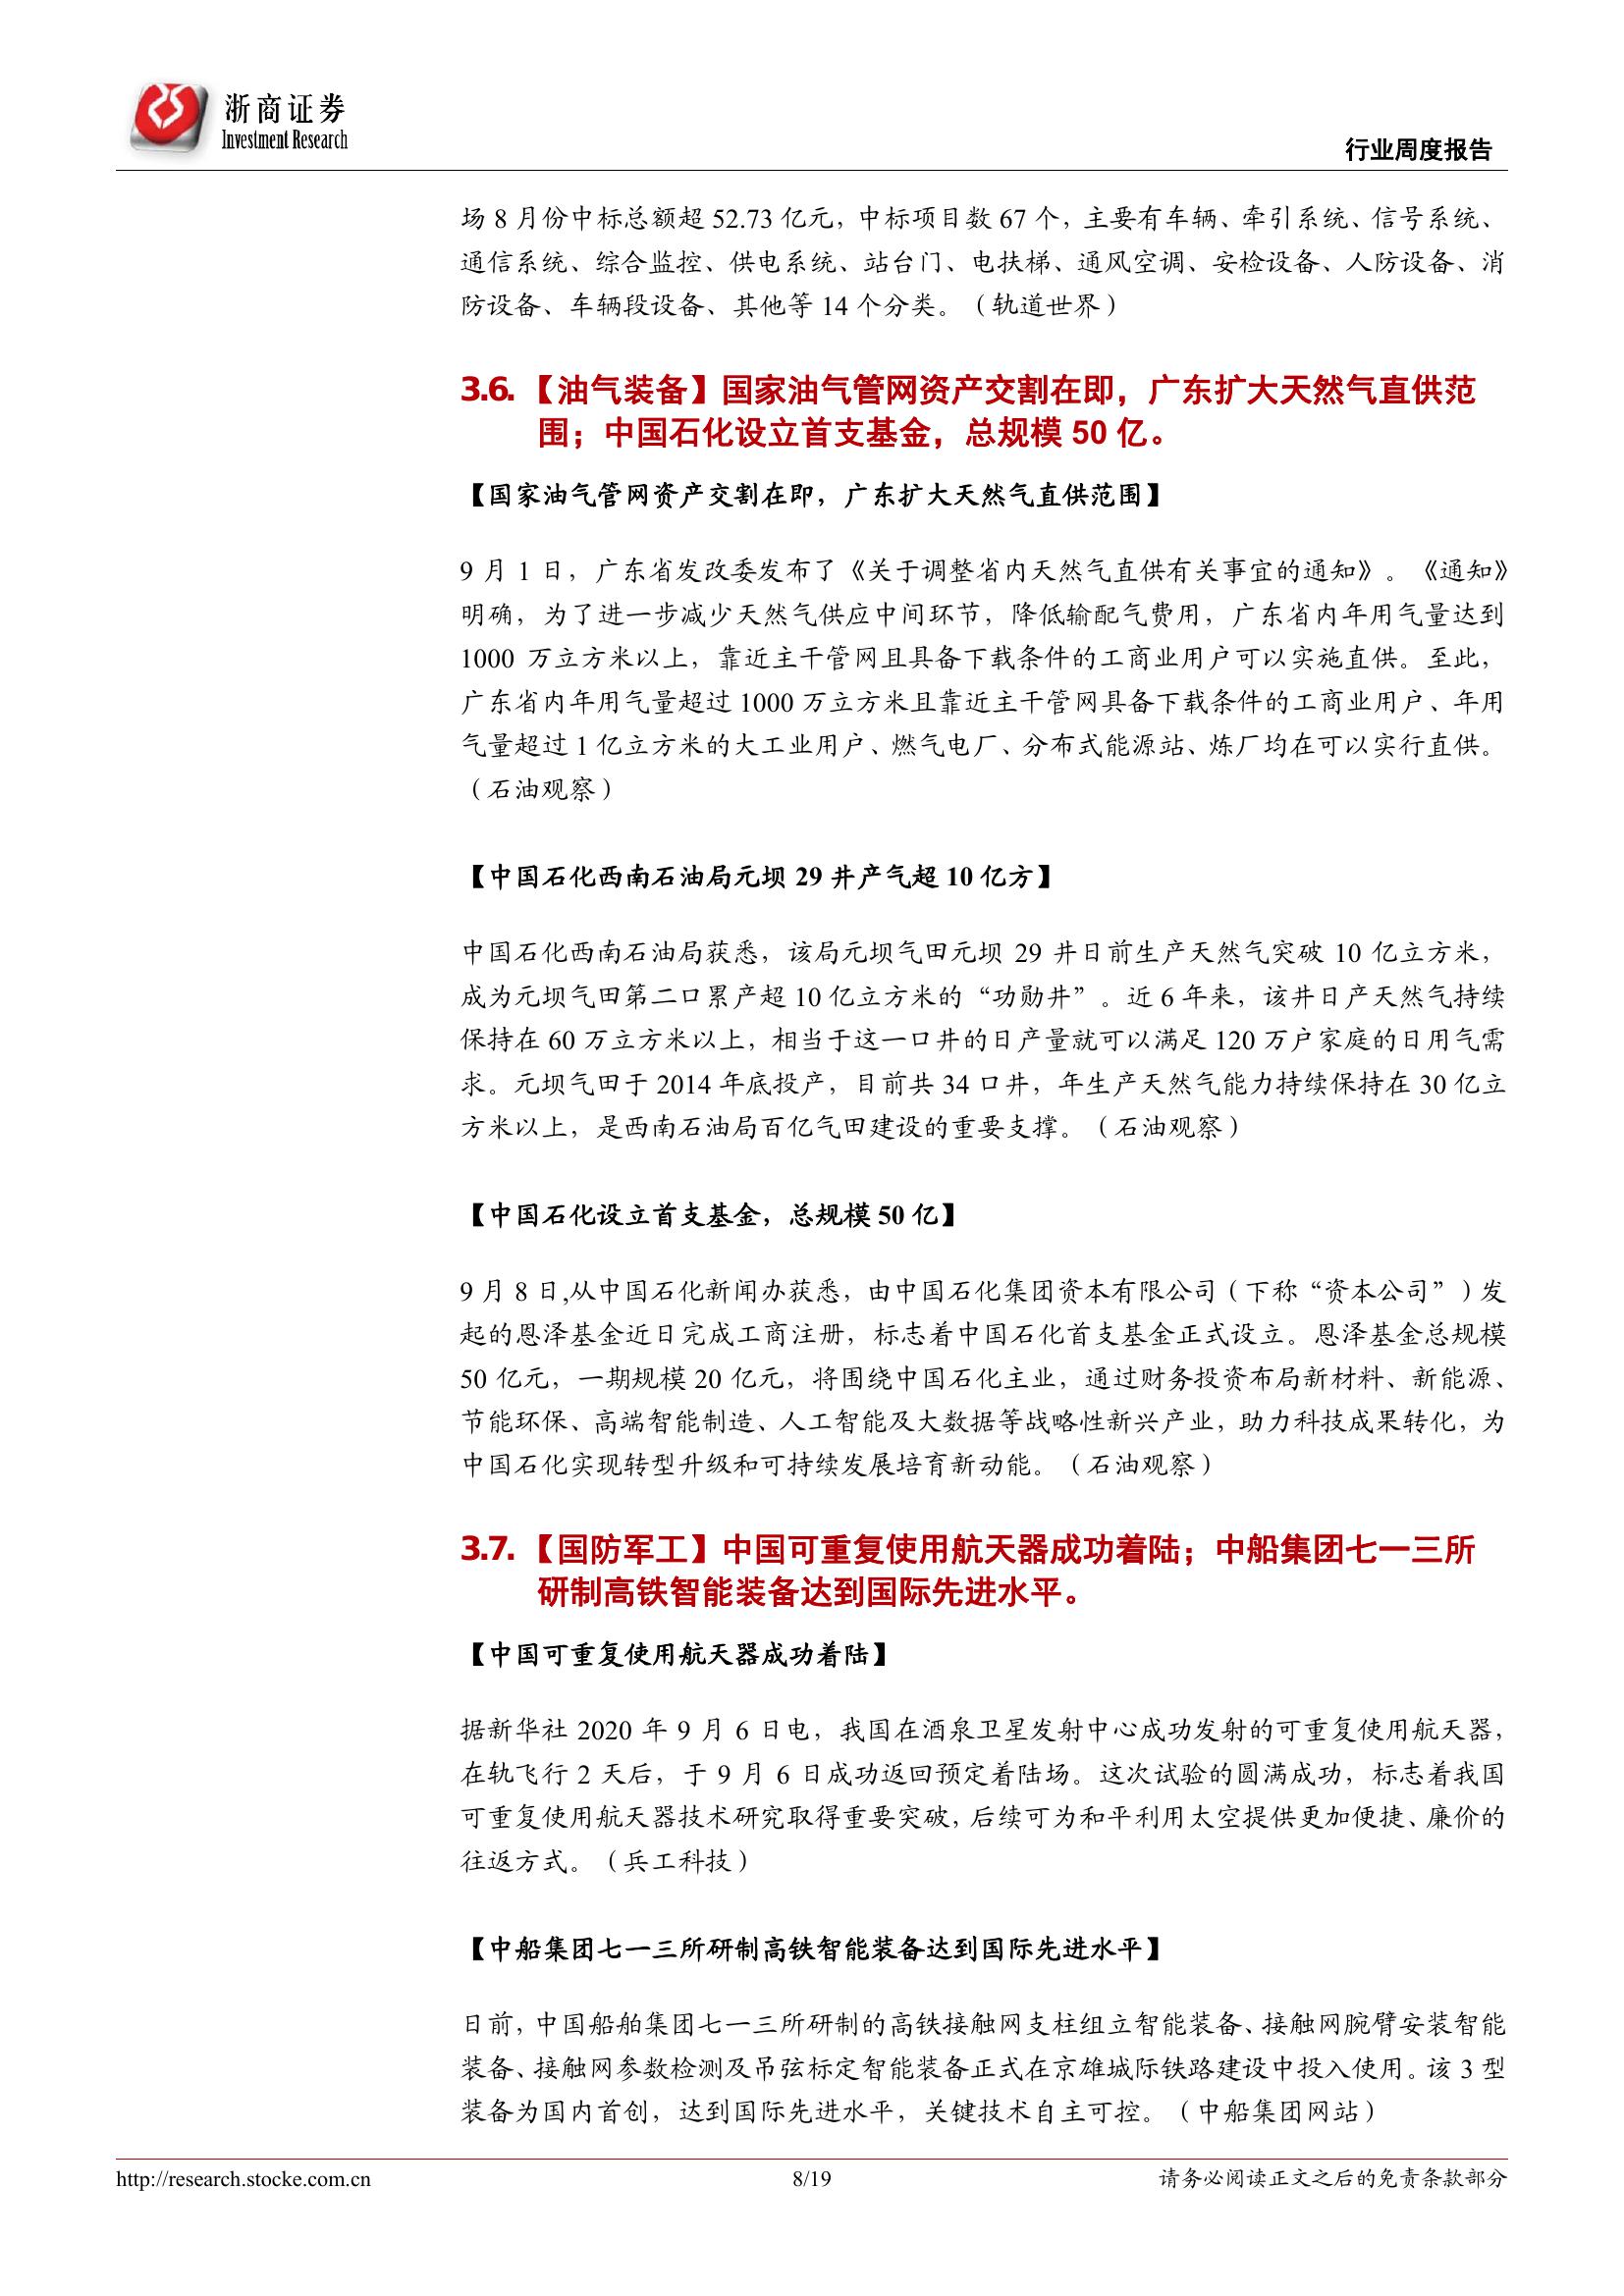 浙商证券
Investment Research
行业周度报告
场 8 月份中标总额超 52.73 亿元，中标项目数 67 个，主要有车辆、牵引系统、信号系统、
通信系统、综合监控、供电系统、站台门、电扶梯、通风空调、安检设备、人防设备、消
防设备、车辆段设备、其他等 14 个分类。（轨道世界）
3.6. 【油气装备】国家油气管网资产交割在即，广东扩大天然气直供范
围；中国石化设立首支基金，总规模 50 亿。
【国家油气管网资产交割在即，广东扩大天然气直供范围】
9 月 1 日，广东省发改委发布了《关于调整省内天然气直供有关事宜的通知》。《通知》
明确，为了进一步减少天然气供应中间环节，降低输配气费用，广东省内年用气量达到
1000 万立方米以上，靠近主干管网且具备下载条件的工商业用户可以实施直供。至此，
广东省内年用气量超过 1000 万立方米且靠近主干管网具备下载条件的工商业用户、年用
气量超过 1 亿立方米的大工业用户、燃气电厂、分布式能源站、炼厂均在可以实行直供。
（石油观察）
【中国石化西南石油局元坝 29 井产气超 10 亿方】
中国石化西南石油局获悉，该局元坝气田元坝 29 井日前生产天然气突破 10 亿立方米，
成为元坝气田第二口累产超 10 亿立方米的“功勋井”。近 6 年来，该井日产天然气持续
保持在 60 万立方米以上，相当于这一口井的日产量就可以满足 120 万户家庭的日用气需
求。元坝气田于 2014 年底投产，目前共 34 口井，年生产天然气能力持续保持在 30 亿立
方米以上，是西南石油局百亿气田建设的重要支撑。（石油观察）
【中国石化设立首支基金，总规模 50 亿】
9 月 8 日,从中国石化新闻办获悉，由中国石化集团资本有限公司（下称“资本公司”）发
起的恩泽基金近日完成工商注册，标志着中国石化首支基金正式设立。恩泽基金总规模
50 亿元，一期规模 20 亿元，将围绕中国石化主业，通过财务投资布局新材料、新能源、
节能环保、高端智能制造、人工智能及大数据等战略性新兴产业，助力科技成果转化，为
中国石化实现转型升级和可持续发展培育新动能。（石油观察）
3.7. 【国防军工】中国可重复使用航天器成功着陆；中船集团七一三所
研制高铁智能装备达到国际先进水平。
【中国可重复使用航天器成功着陆】
据新华社 2020 年 9 月 6 日电，我国在酒泉卫星发射中心成功发射的可重复使用航天器，
在轨飞行 2 天后，于 9 月 6 日成功返回预定着陆场。这次试验的圆满成功，标志着我国
可重复使用航天器技术研究取得重要突破，后续可为和平利用太空提供更加便捷、廉价的
往返方式。（兵工科技）
【中船集团七一三所研制高铁智能装备达到国际先进水平】
日前，中国船舶集团七一三所研制的高铁接触网支柱组立智能装备、接触网腕臂安装智能
装备、接触网参数检测及吊弦标定智能装备正式在京雄城际铁路建设中投入使用。该 3 型
装备为国内首创，达到国际先进水平，关键技术自主可控。（中船集团网站）
http://research.stocke.com.cn
8/19
请务必阅读正文之后的免责条款部分